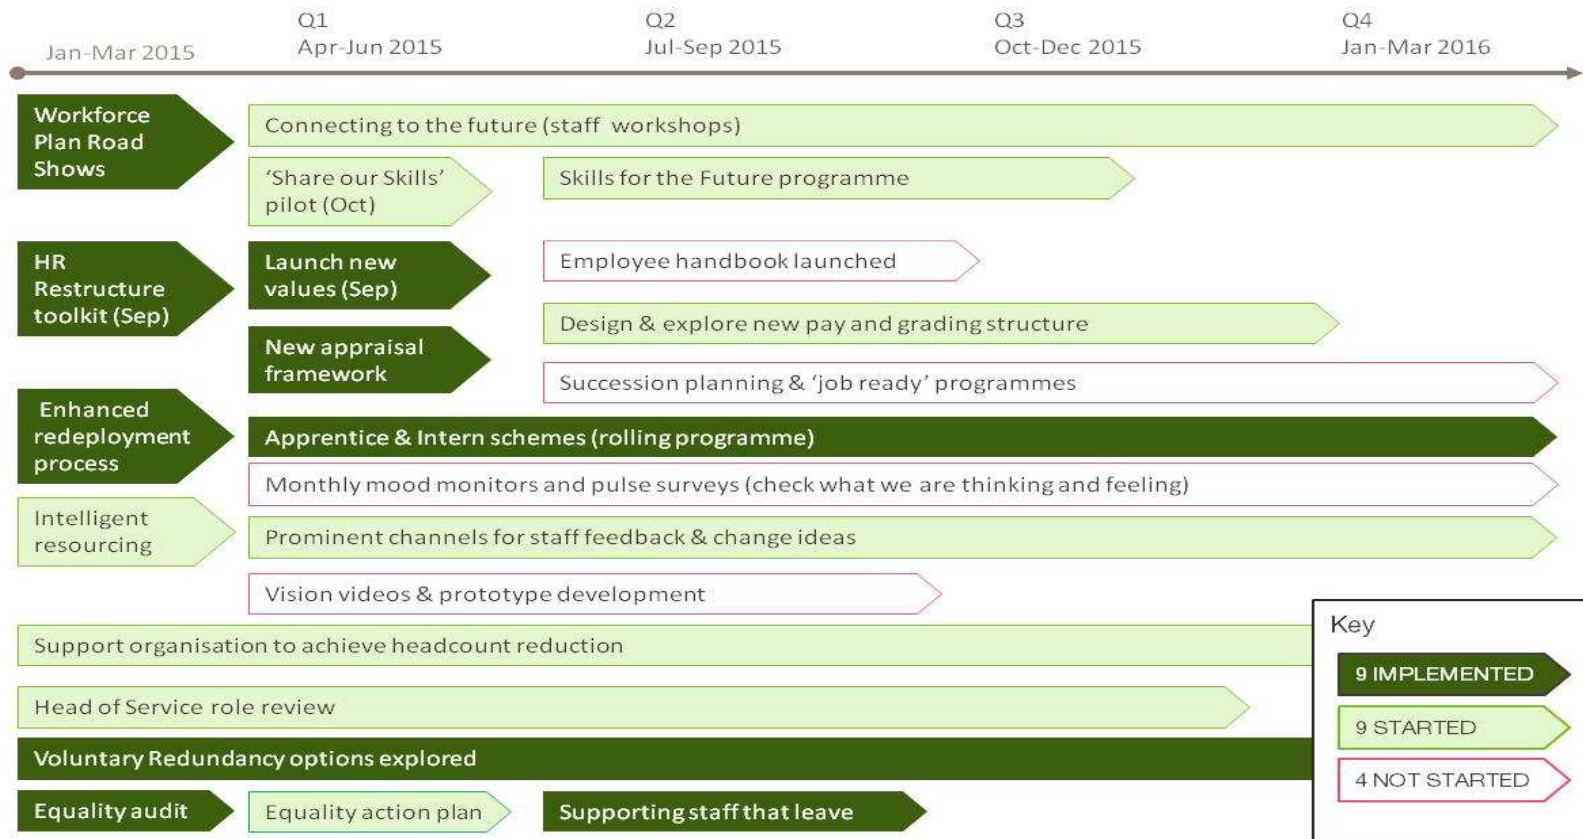 Jan-Mar 2015
Q1
Apr-Jun 2015
Q2
Jul-Sep 2015
Q3
Oct-Dec 2015
Q4
Jan-Mar 2016
Workforce
Plan Road
Shows
Connecting to the future (staff workshops)
‘Share our Skills’
pilot (Oct)
Skills for the Future programme
HR
Restructure
toolkit (Sep)
Launch new
values (Sep)
Employee handbook launched
Design & explore new pay and grading structure
New appraisal
framework
Succession planning & ‘job ready’ programmes
Enhanced
redeployment
process
Apprentice & Intern schemes (rolling programme)
Monthly mood monitors and pulse surveys (check what we are thinking and feeling)
Intelligent
resourcing
Prominent channels for staff feedback & change ideas
Vision videos & prototype development
Support organisation to achieve headcount reduction
Head of Service role review
Voluntary Redundancy options explored
Equality audit
Equality action plan
Supporting staff that leave
Key
9 IMPLEMENTED
9 STARTED
4 NOT STARTED